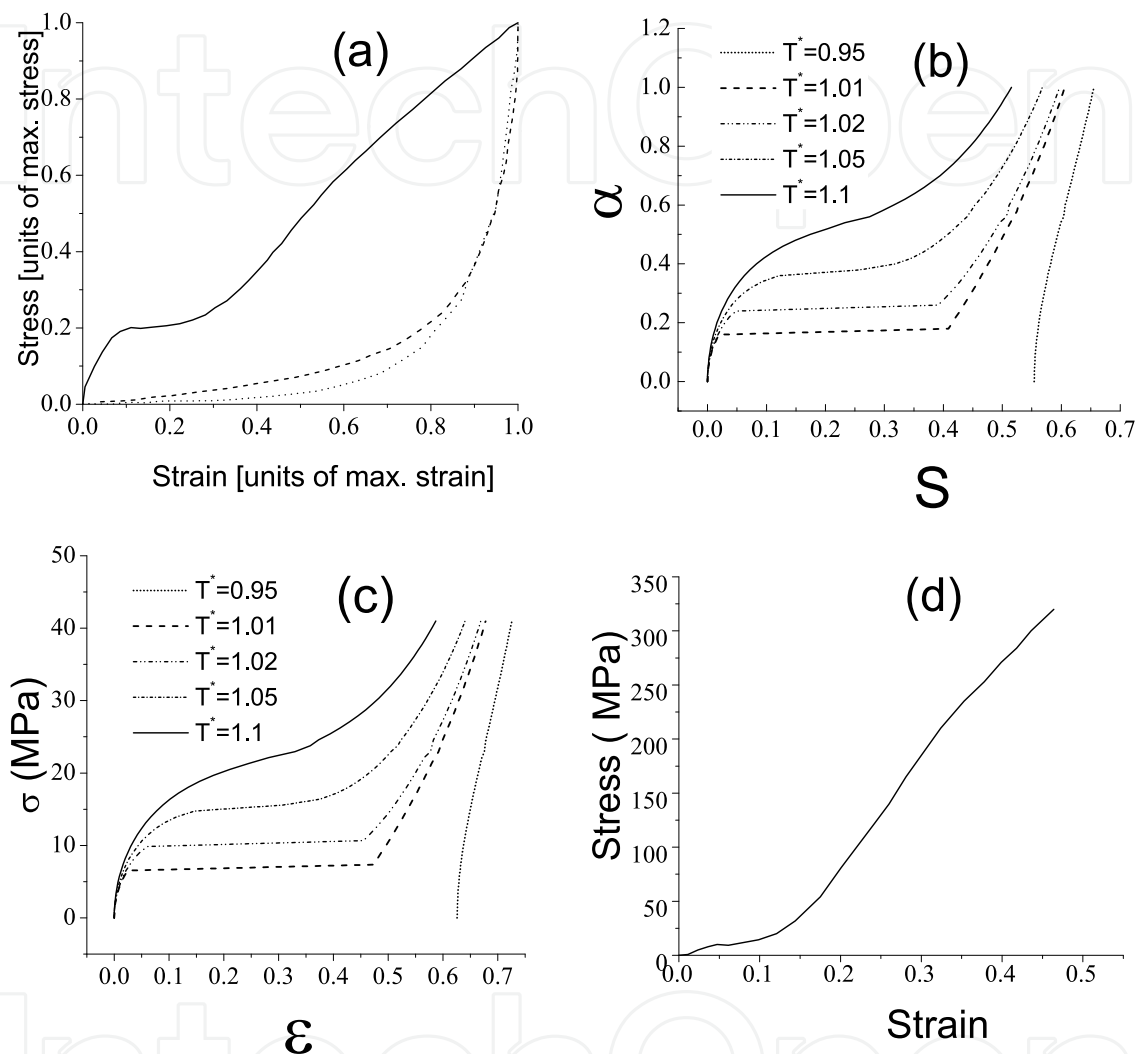 IntechOpen
(a)
1.0
0.8
0.6
0.4
0.2
0.0
Stress [units of max. stress]
0.0 0.2 0.4 0.6 0.8 1.0
Strain [units of max. strain]
(b)
1.2
1.0
0.8
0.6
0.4
0.2
0.0
α
T*=0.95
T*=1.01
T*=1.02
T*=1.05
T*=1.1
0.0 0.1 0.2 0.3 0.4 0.5 0.6 0.7
S
(c)
50
40
30
20
10
0
σ (MPa)
T*=0.95
T*=1.01
T*=1.02
T*=1.05
T*=1.1
0.0 0.1 0.2 0.3 0.4 0.5 0.6 0.7
ε
(d)
350
300
250
200
150
100
50
0
Stress ( MPa)
0.0 0.1 0.2 0.3 0.4 0.5
Strain
IntechOpen